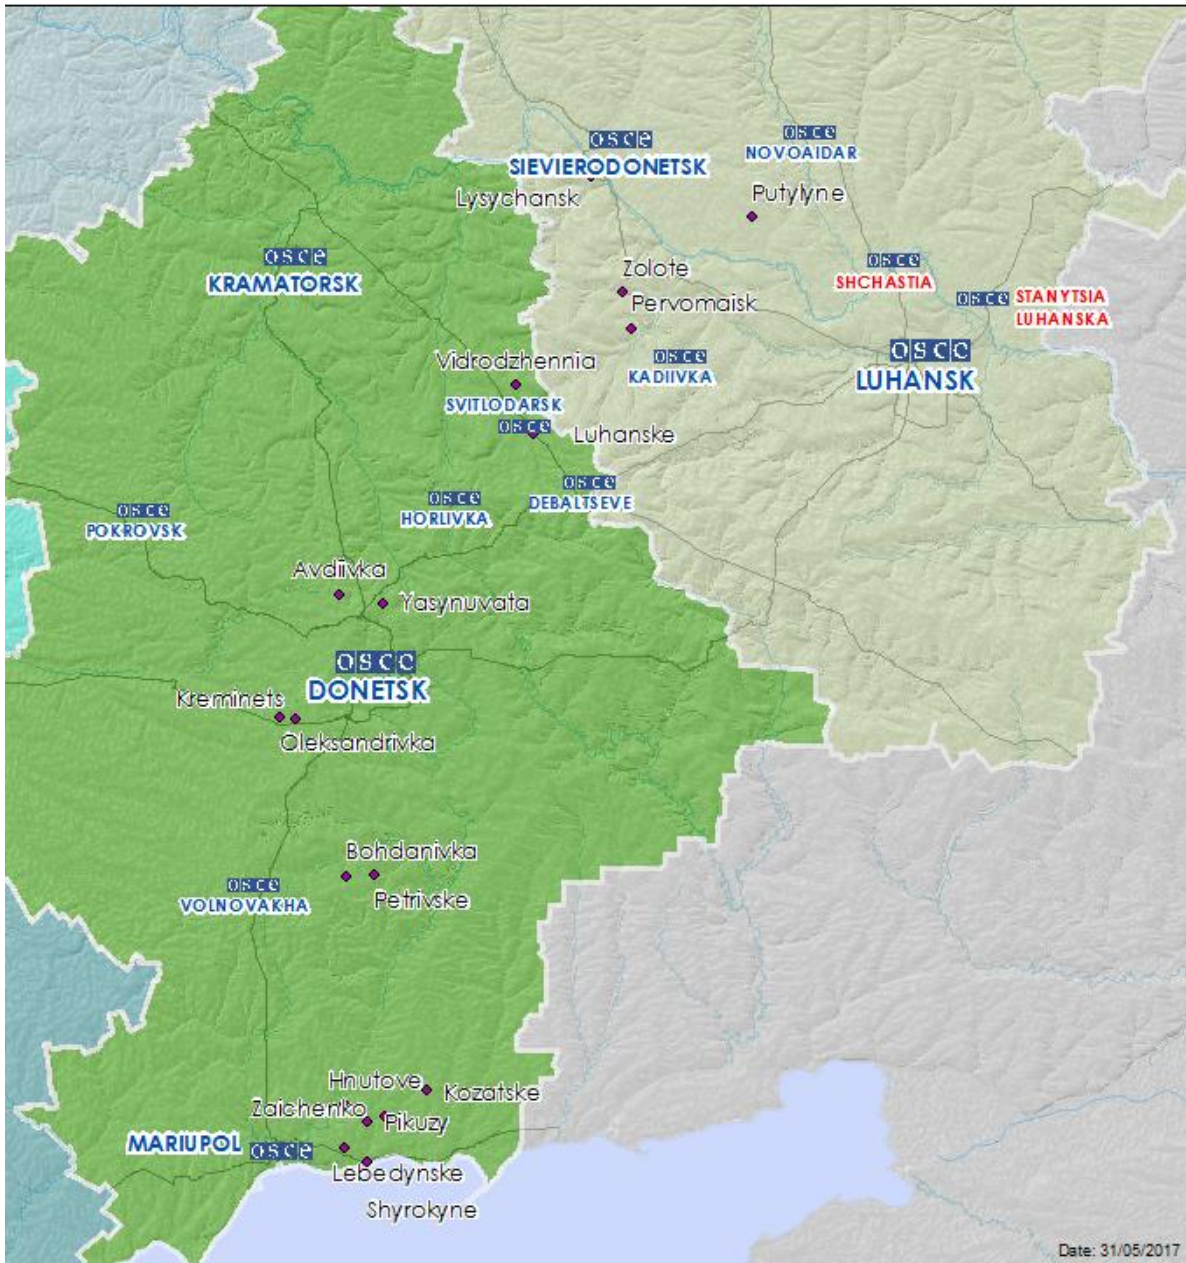 osce
SIEVIERODONETSK
Lysychansk
osce
NOVOAIDAR
Putylyne
osce
KRAMATORSK
Zolote
Pervomaisk
osce
SHCHASTIA
osce
STANYTSIA
LUHANSKA
osce
LUHANSK
Vidrodzhennia
osce
KADIIVKA
SVITLODARSK
osce
Luhanske
osce
POKROVSK
osce
HORLIVKA
osce
DEBALTSEVE
Avdiivka
Yasynuvata
osce
DONETSK
Kreminets
Oleksandrivka
Bohdanivka
Petrivske
osce
VOLNOVAKHA
Hnutove
Kozatske
Zaichenko
Pikuzy
MARIUPOL osce
Lebedynske
Shyrokyne
Date: 31/05/2017